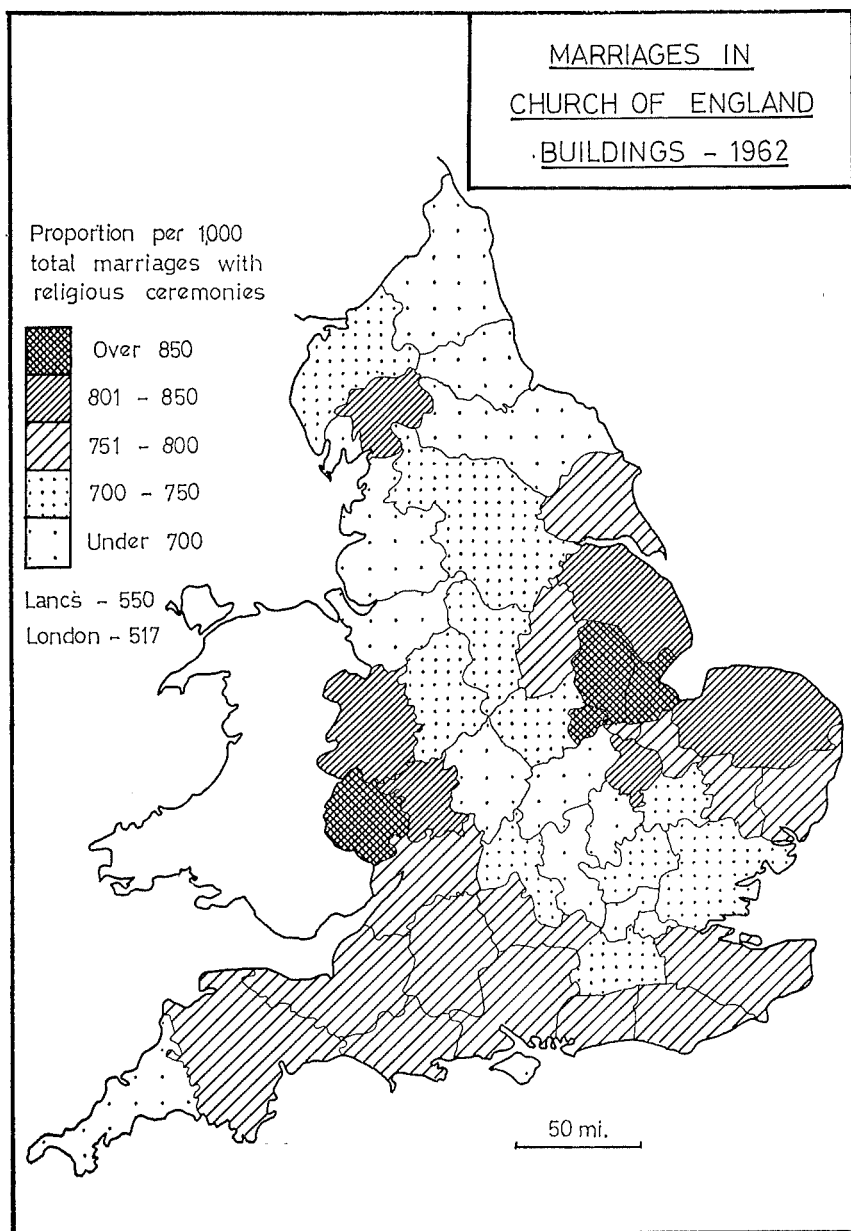 MARRIAGES IN
CHURCH OF ENGLAND
BUILDINGS - 1962
Proportion per 1,000
total marriages with
religious ceremonies
Over 850
801 - 850
751 - 800
700 - 750
Under 700
Lancs - 550
London - 517
50 mi.